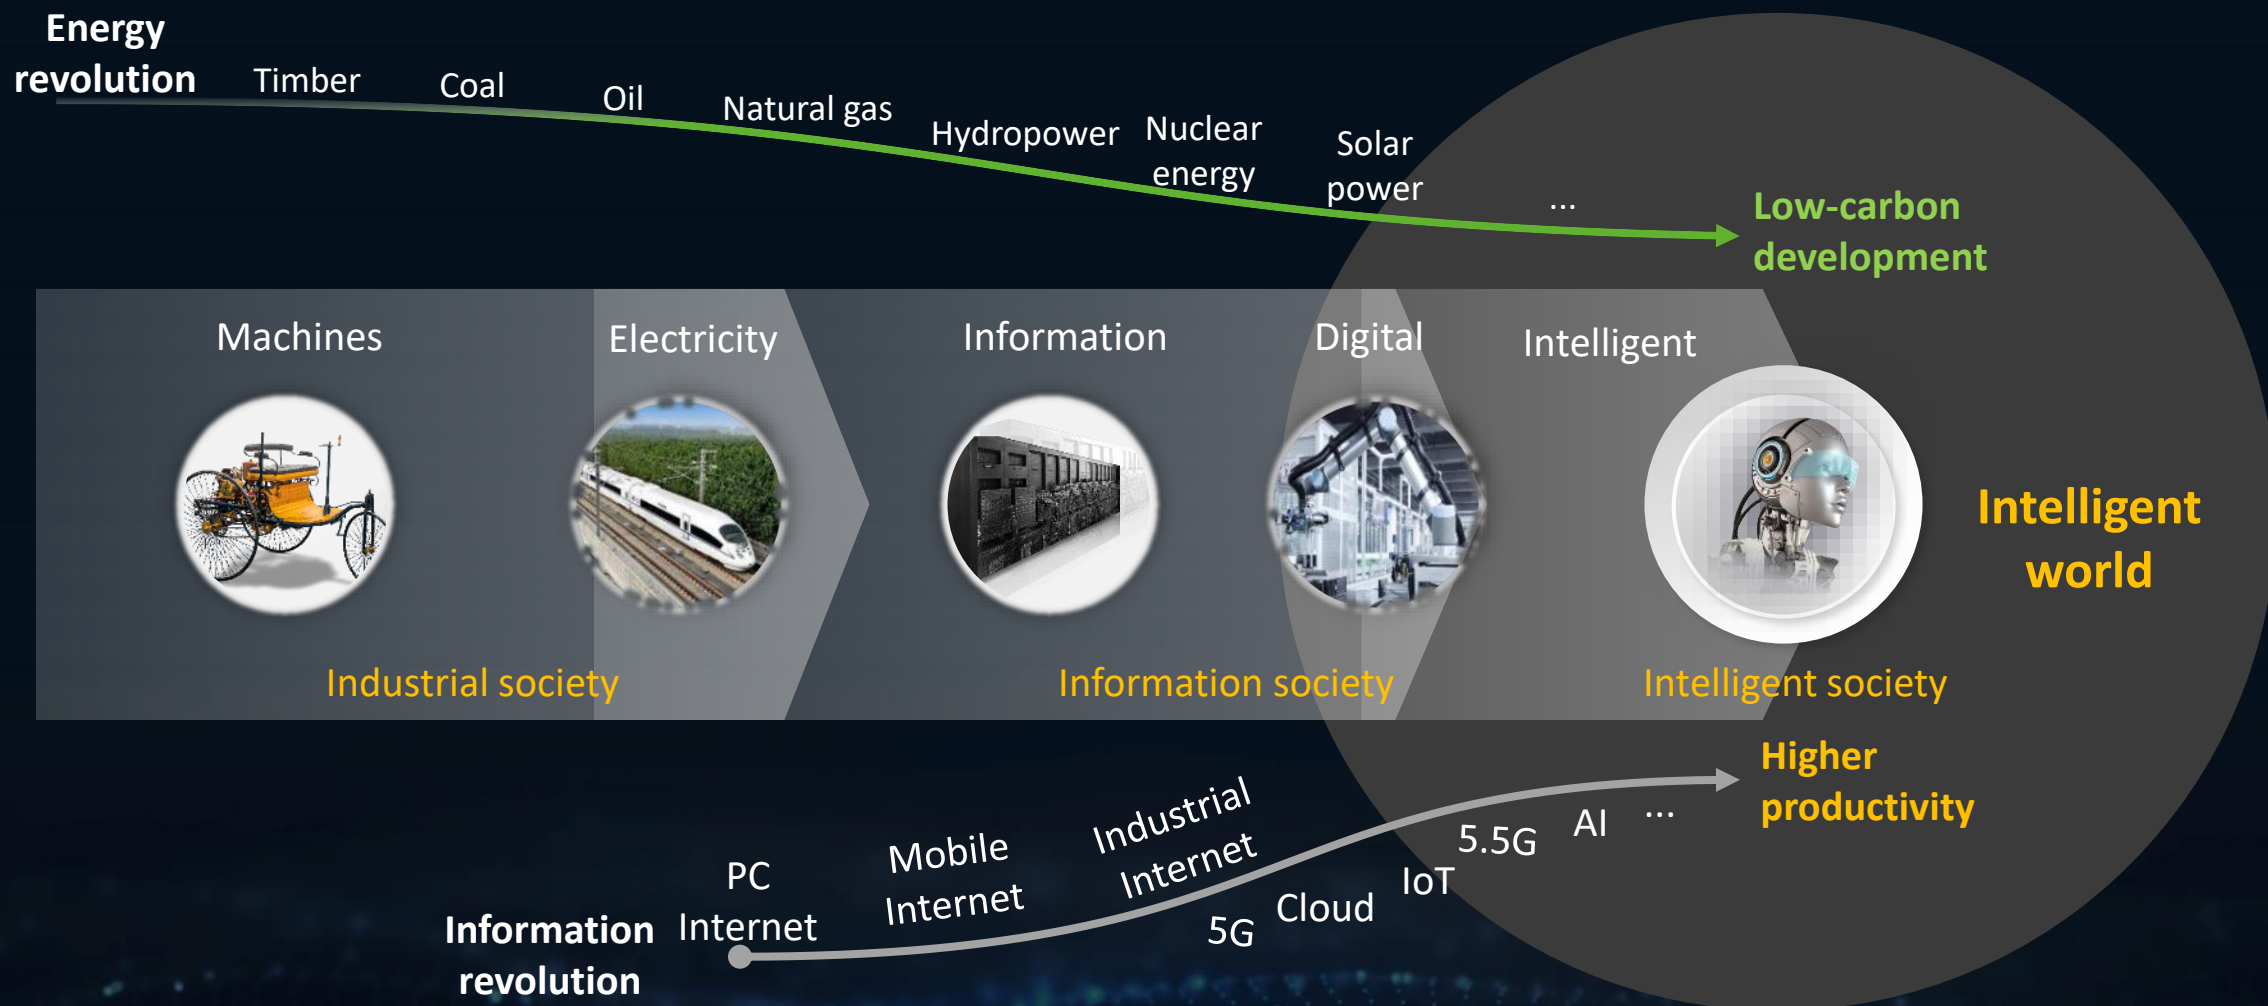 Energy
revolution
Timber
Coal
Oil
Natural gas
Hydropower
Nuclear
energy
Solar
power
...
Low-carbon
development
Machines
Electricity
Information
Digital
Intelligent
Intelligent
world
Industrial society
Information society
Intelligent society
Higher
productivity
Information
revolution
PC
Internet
Mobile
Internet
Industrial
Internet
5G
Cloud
IoT
5.5G
AI
...